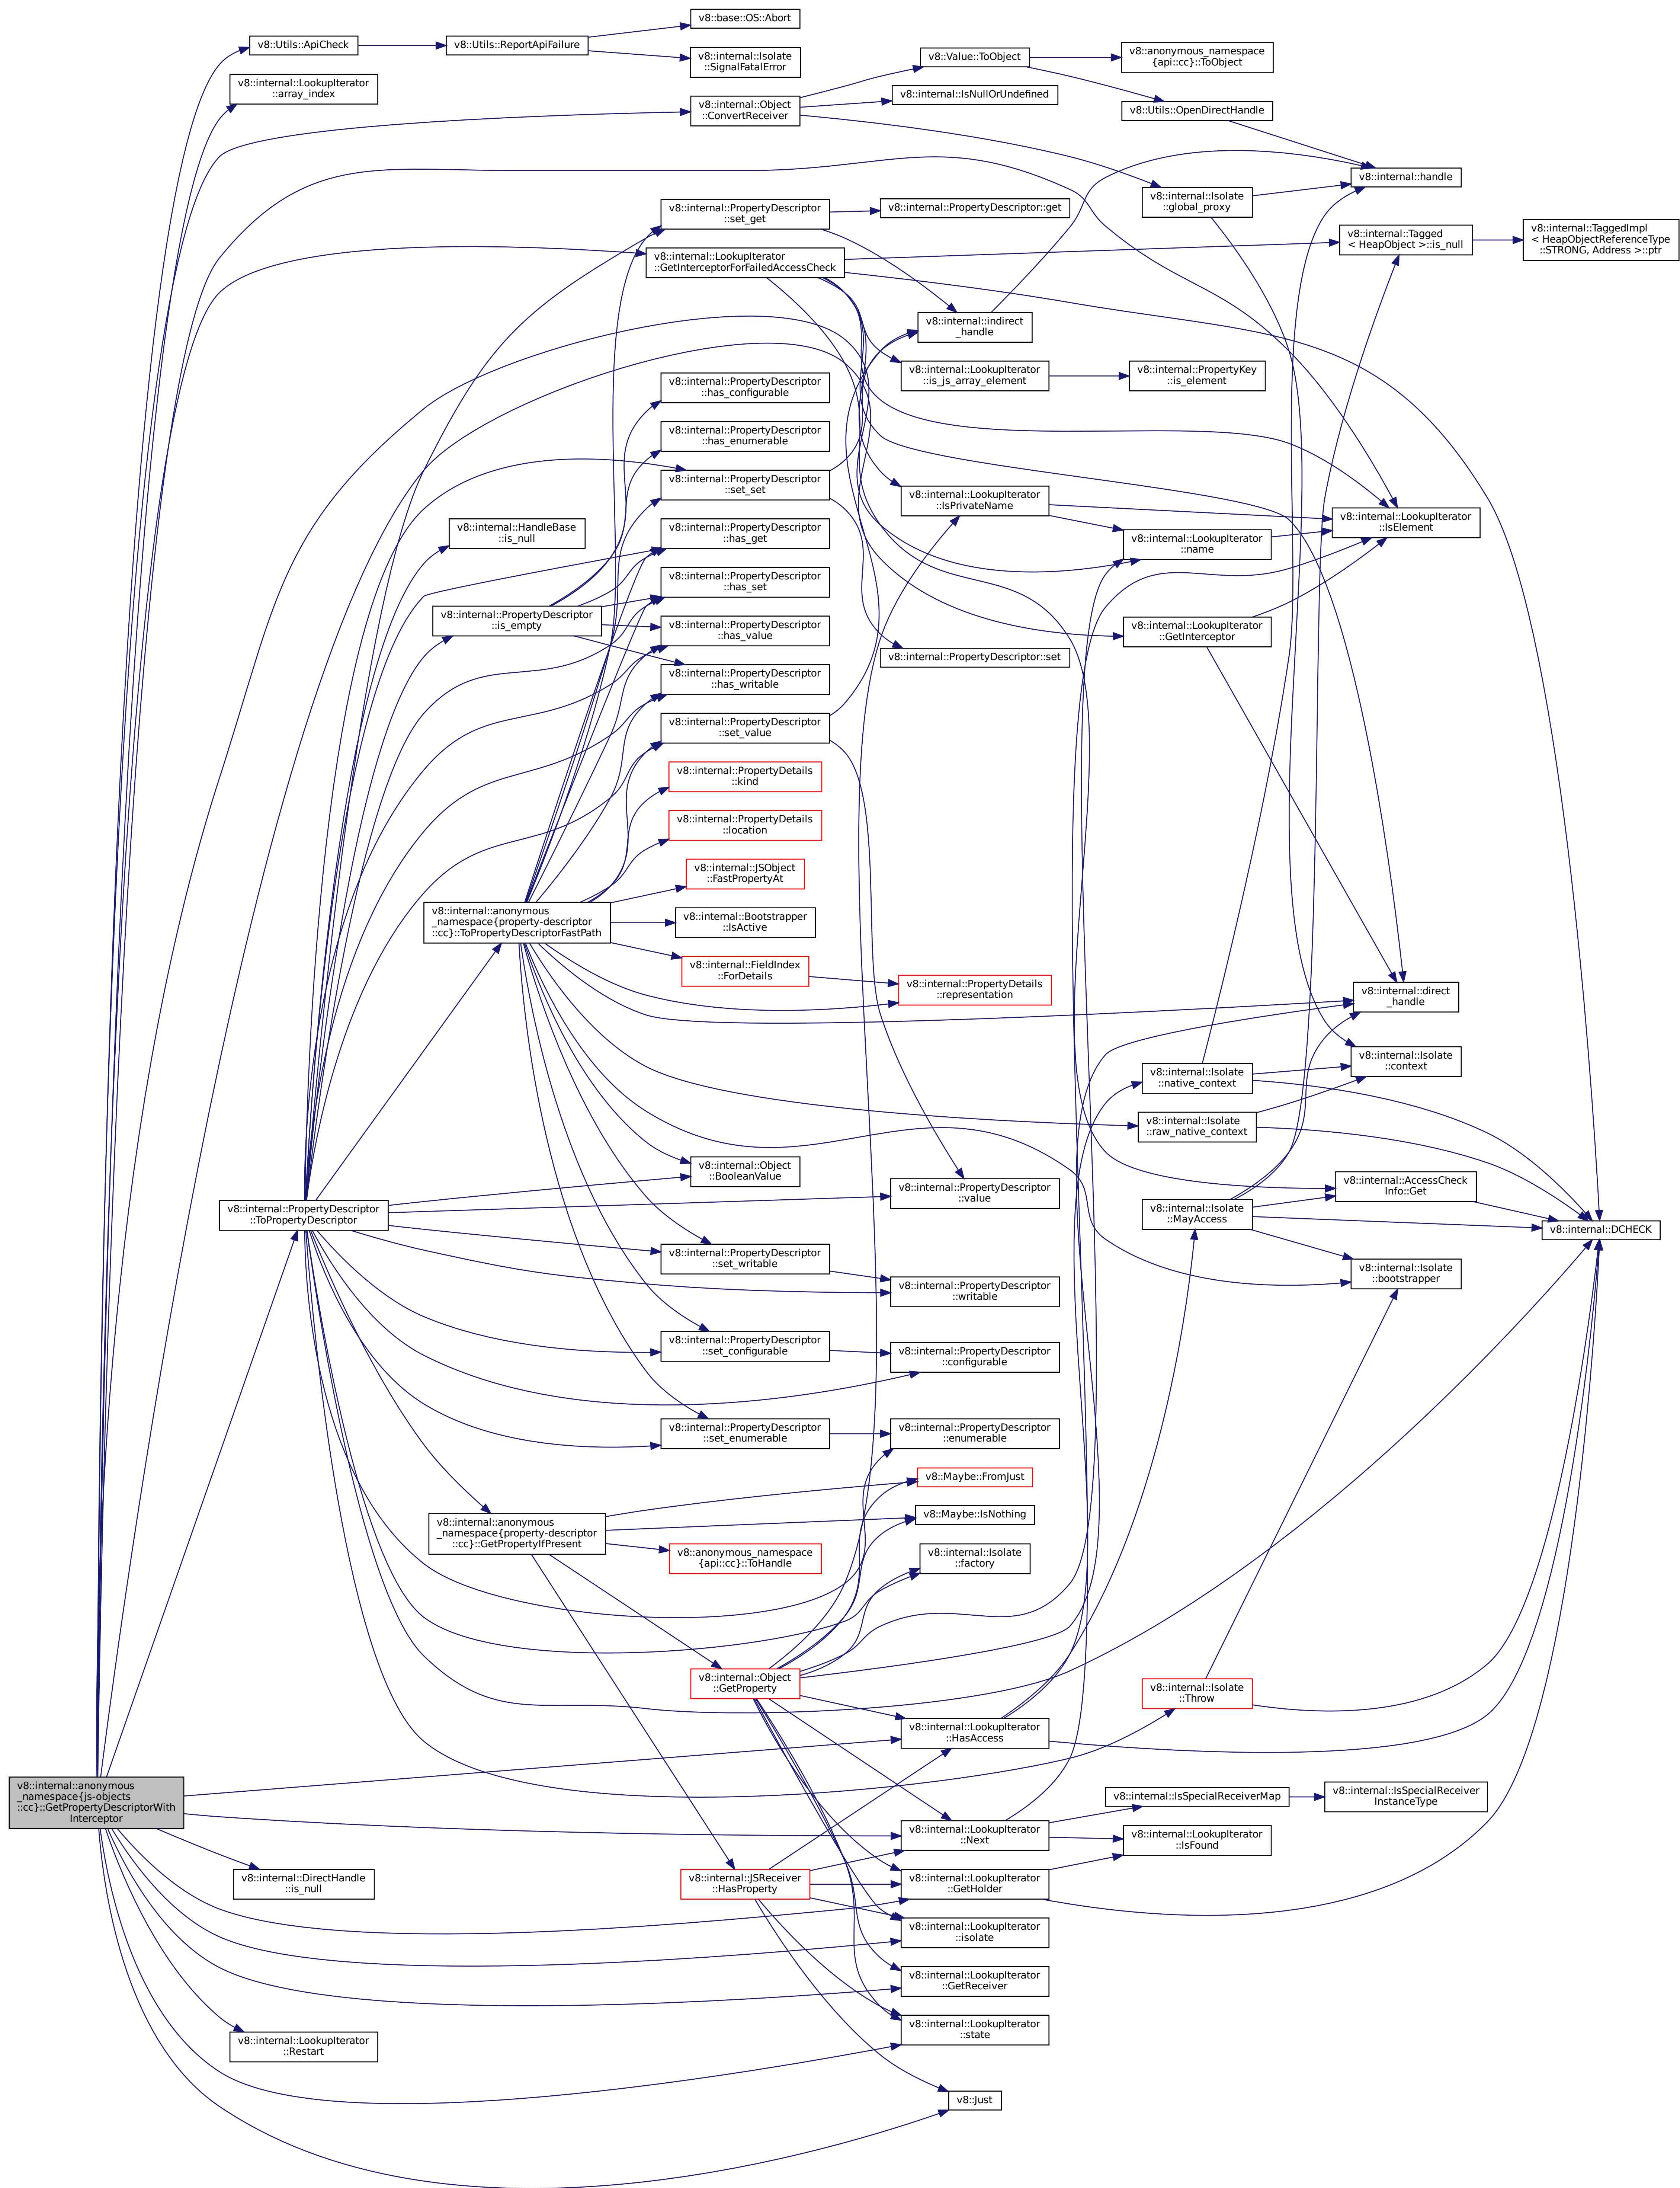 v8::base::OS::Abort
v8::Utils::ApiCheck
v8::Utils::ReportApiFailure
v8::internal::Isolate
::SignalFatalError
v8::Value::ToObject
v8::anonymous_namespace
{api::cc}::ToObject
v8::internal::LookupIterator
::array_index
v8::internal::Object
::ConvertReceiver
v8::internal::IsNullOrUndefined
v8::Utils::OpenDirectHandle
v8::internal::handle
v8::internal::Isolate
::global_proxy
v8::internal::PropertyDescriptor
::set_get
v8::internal::PropertyDescriptor::get
v8::internal::LookupIterator
::GetInterceptorForFailedAccessCheck
v8::internal::Tagged
< HeapObject >::is_null
v8::internal::TaggedImpl
< HeapObjectReferenceType
::STRONG, Address >::ptr
v8::internal::indirect
_handle
v8::internal::LookupIterator
::is_js_array_element
v8::internal::PropertyKey
::is_element
v8::internal::PropertyDescriptor
::has_configurable
v8::internal::PropertyDescriptor
::has_enumerable
v8::internal::PropertyDescriptor
::set_set
v8::internal::LookupIterator
::IsPrivateName
v8::internal::LookupIterator
::IsElement
v8::internal::HandleBase
::is_null
v8::internal::PropertyDescriptor
::has_get
v8::internal::LookupIterator
::name
v8::internal::PropertyDescriptor
::has_set
v8::internal::PropertyDescriptor
::is_empty
v8::internal::PropertyDescriptor
::has_value
v8::internal::LookupIterator
::GetInterceptor
v8::internal::PropertyDescriptor::set
v8::internal::PropertyDescriptor
::has_writable
v8::internal::PropertyDescriptor
::set_value
v8::internal::PropertyDetails
::kind
v8::internal::PropertyDetails
::location
v8::internal::JSObject
::FastPropertyAt
v8::internal::anonymous
_namespace{property-descriptor
::cc}::ToPropertyDescriptorFastPath
v8::internal::Bootstrapper
::IsActive
v8::internal::FieldIndex
::ForDetails
v8::internal::PropertyDetails
::representation
v8::internal::direct
_handle
v8::internal::Isolate
::native_context
v8::internal::Isolate
::context
v8::internal::Isolate
::raw_native_context
v8::internal::Object
::BooleanValue
v8::internal::PropertyDescriptor
::value
v8::internal::AccessCheck
Info::Get
v8::internal::PropertyDescriptor
::ToPropertyDescriptor
v8::internal::Isolate
::MayAccess
v8::internal::DCHECK
v8::internal::PropertyDescriptor
::set_writable
v8::internal::Isolate
::bootstrapper
v8::internal::PropertyDescriptor
::writable
v8::internal::PropertyDescriptor
::set_configurable
v8::internal::PropertyDescriptor
::configurable
v8::internal::PropertyDescriptor
::set_enumerable
v8::internal::PropertyDescriptor
::enumerable
v8::Maybe::FromJust
v8::Maybe::IsNothing
v8::internal::anonymous
_namespace{property-descriptor
::cc}::GetPropertyIfPresent
v8::anonymous_namespace
{api::cc}::ToHandle
v8::internal::Isolate
::factory
v8::internal::Object
::GetProperty
v8::internal::Isolate
::Throw
v8::internal::LookupIterator
::HasAccess
v8::internal::anonymous
_namespace{js-objects
::cc}::GetPropertyDescriptorWith
Interceptor
v8::internal::IsSpecialReceiverMap
v8::internal::IsSpecialReceiver
InstanceType
v8::internal::LookupIterator
::Next
v8::internal::LookupIterator
::IsFound
v8::internal::DirectHandle
::is_null
v8::internal::JSReceiver
::HasProperty
v8::internal::LookupIterator
::GetHolder
v8::internal::LookupIterator
::isolate
v8::internal::LookupIterator
::GetReceiver
v8::internal::LookupIterator
::Restart
v8::internal::LookupIterator
::state
v8::Just